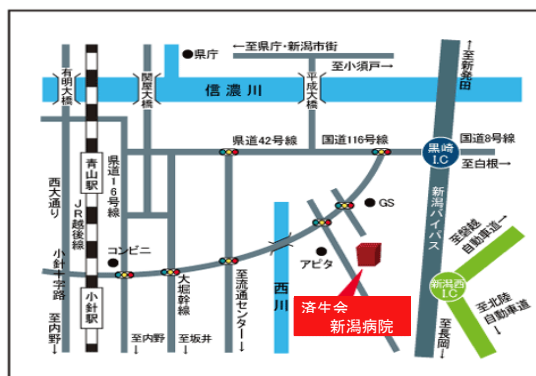 ←至県庁・新潟市街
県庁
至小須戸→
至新発田
有明大橋
関屋大橋
信濃川
平成大橋
県道42号線
国道116号線
黒崎
I.C
国道8号線
至白根→
青山駅
県道16号線
西大通り
JR越後線
新潟バイパス
GS
至磐越
自動車道→
コンビニ
アピタ
小針十字路
小針駅
大堀幹線
至流通センター→
西川
済生会
新潟病院
新潟西
I.C
至北陸
自動車道→
至内野→
至内野→
至坂井→
至長岡→